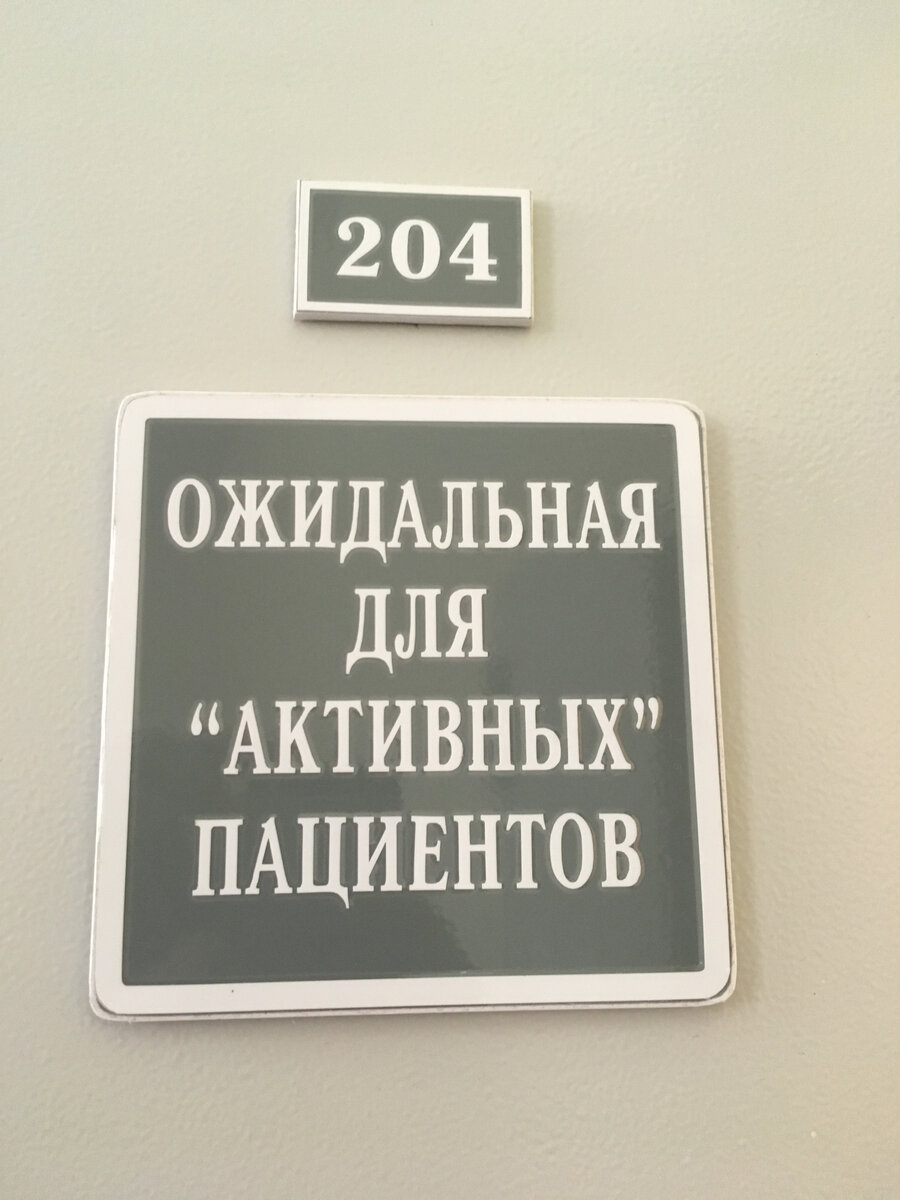 204
ОЖИДАЛЬНАЯ
ДЛЯ
“АКТИВНЫХ”
ПАЦИЕНТОВ